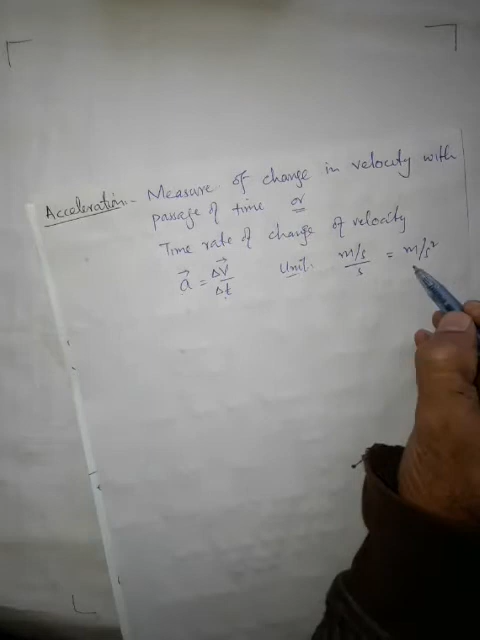 Acceleration- Measure of change in velocity with
passage of time or
Time rate of change of velocity
a⃗ = Δv⃗/Δt Unit: m/s/s = m/s²